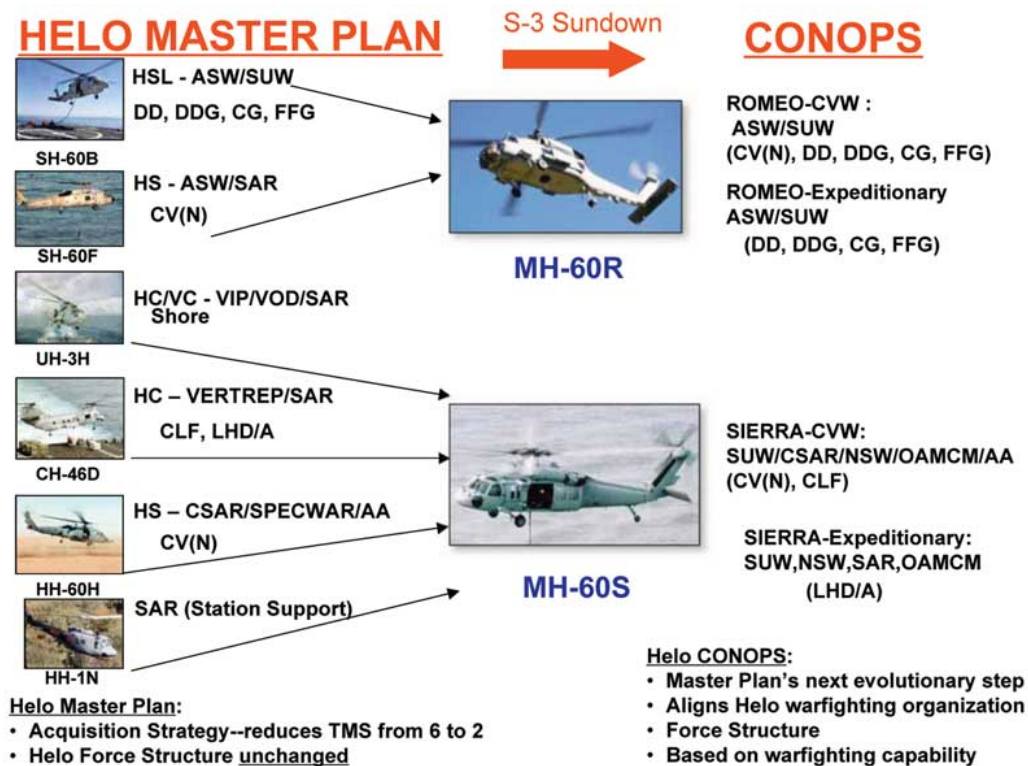 HELO MASTER PLAN
S-3 Sundown
CONOPS
HSL - ASW/SUW
DD, DDG, CG, FFG
SH-60B
HS - ASW/SAR
CV(N)
SH-60F
HC/VC - VIP/VOD/SAR
Shore
UH-3H
HC – VERTREP/SAR
CLF, LHD/A
CH-46D
HS – CSAR/SPECWAR/AA
CV(N)
HH-60H
SAR (Station Support)
HH-1N
Helo Master Plan:
• Acquisition Strategy--reduces TMS from 6 to 2
• Helo Force Structure unchanged
MH-60R
MH-60S
ROMEO-CVW :
ASW/SUW
(CV(N), DD, DDG, CG, FFG)
ROMEO-Expeditionary
ASW/SUW
(DD, DDG, CG, FFG)
SIERRA-CVW:
SUW/CSAR/NSW/OAMCM/AA
(CV(N), CLF)
SIERRA-Expeditionary:
SUW,NSW,SAR,OAMCM
(LHD/A)
Helo CONOPS:
• Master Plan's next evolutionary step
• Aligns Helo warfighting organization
• Force Structure
• Based on warfighting capability